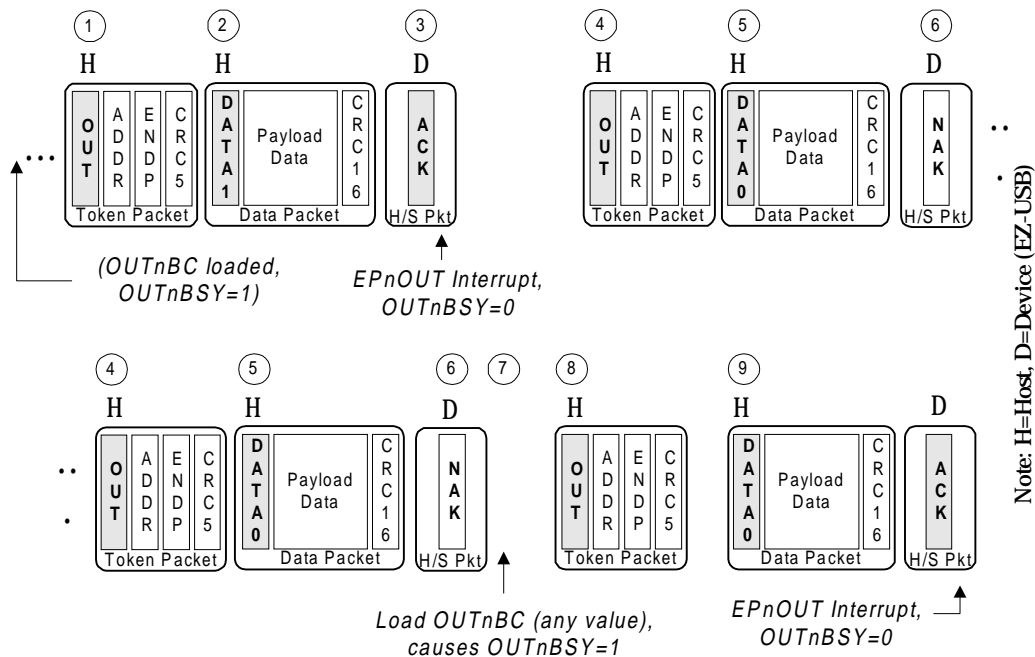 1 2 3 4 5 6
H H D H H D
OUT ADDR ENDP CRC5 DATA1 Payload Data CRC16 ACK OUT ADDR ENDP CRC5 DATA0 Payload Data CRC16 NAK
... Token Packet Data Packet H/S Pkt Token Packet Data Packet H/S Pkt ...
(OUTnBC loaded,
OUTnBSY=1)
EPnOUT Interrupt,
OUTnBSY=0
4 5 6 7 8 9
H H D H H D
OUT ADDR ENDP CRC5 DATA0 Payload Data CRC16 NAK OUT ADDR ENDP CRC5 DATA0 Payload Data CRC16 ACK
... Token Packet Data Packet H/S Pkt Token Packet Data Packet H/S Pkt
Load OUTnBC (any value),
causes OUTnBSY=1
EPnOUT Interrupt,
OUTnBSY=0
Note: H=Host, D=Device (EZ-USB)